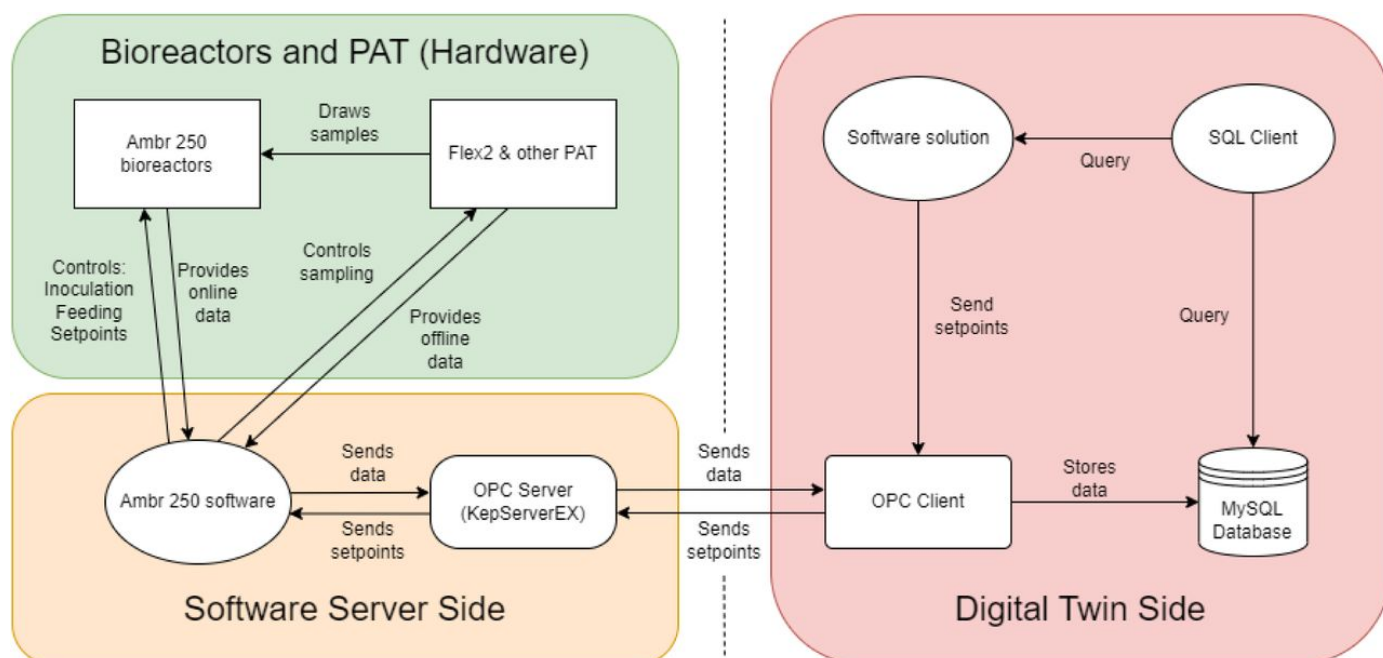 Bioreactors and PAT (Hardware)
Draws
samples
Ambr 250
bioreactors
Flex2 & other PAT
Controls:
Inoculation
Feeding
Setpoints
Provides
online
data
Controls
sampling
Provides
offline
data
Ambr 250 software
Sends
data
Sends
setpoints
OPC Server
(KepServerEX)
Software Server Side
Sends
data
Sends
setpoints
Software solution
Query
SQL Client
Send
setpoints
Query
OPC Client
Stores
data
MySQL
Database
Digital Twin Side